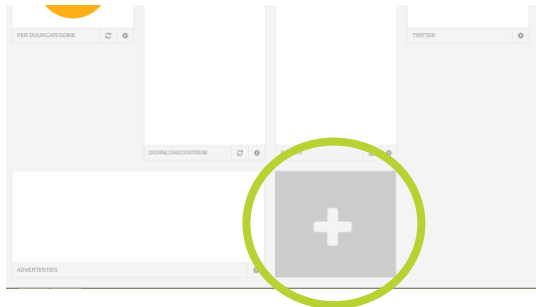 PER DUURCATEGORIE
TWITTER
DOWNLOADCENTRUM
ADVERTENTIES